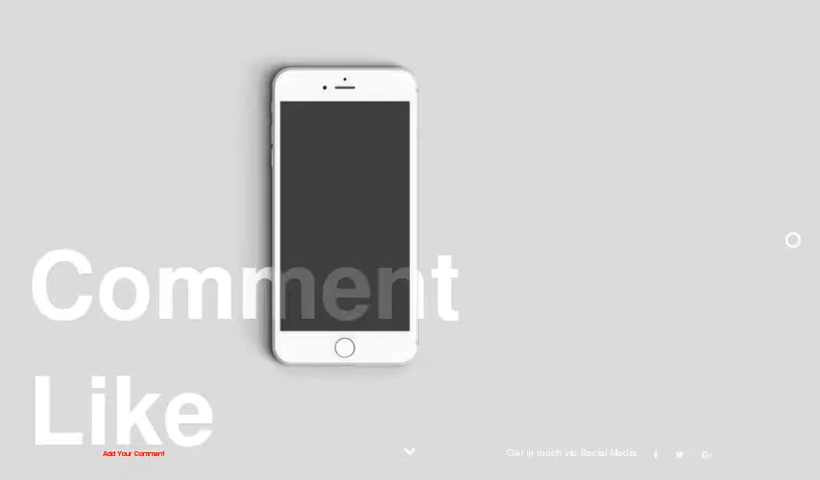 Comment
Like
Add Your Comment
Get in touch via Social Media
f
G+